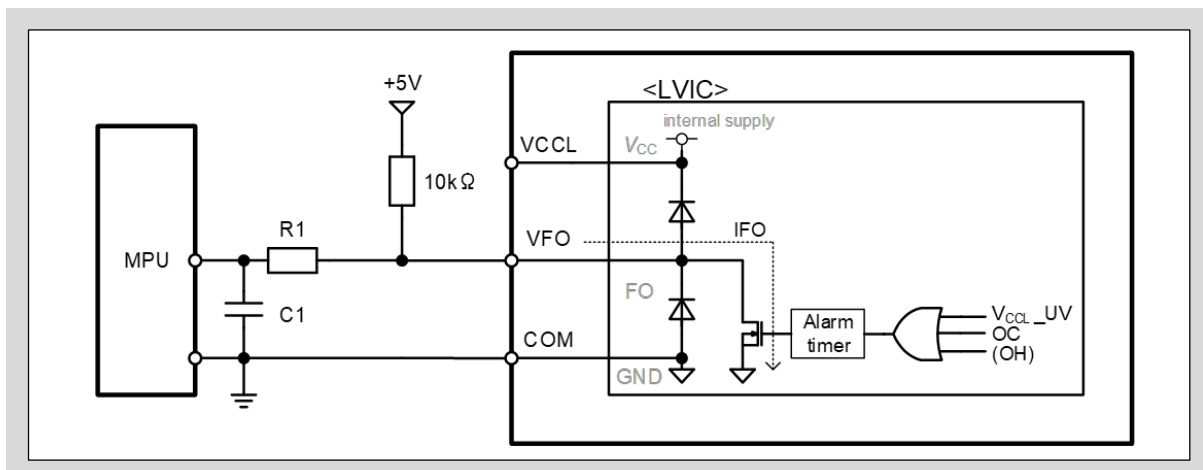 +5V
<LVIC>
internal supply
VCCL
VCC
10kΩ
R1
VFO
IFO
MPU
FO
C1
Alarm
timer
VCCL_UV
OC
(OH)
COM
GND